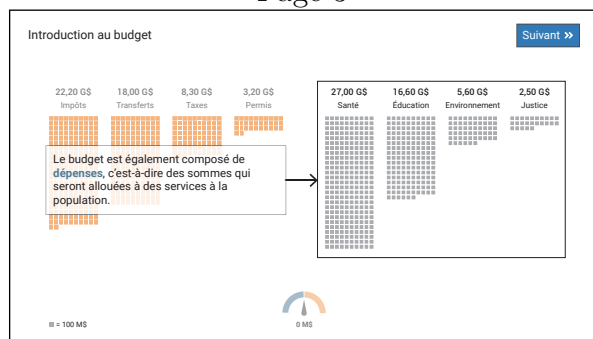 Introduction au budget
Suivant »
22,20 G$ 18,00 G$ 8,30 G$ 3,20 G$ 27,00 G$ 16,60 G$ 5,60 G$ 2,50 G$
Impôts Transferts Taxes Permis Santé Éducation Environnement Justice
Le budget est également composé de
dépenses, c'est-à-dire des sommes qui
seront allouées à des services à la
population.
= 100 M$
0 M$